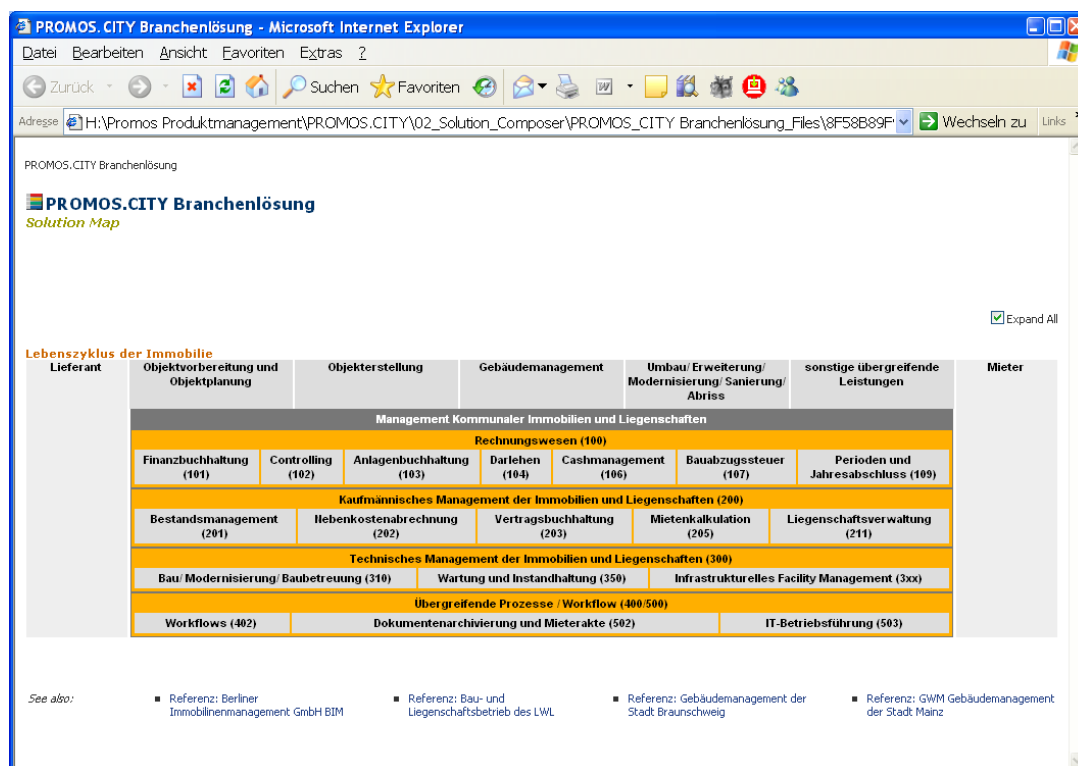 PROMOS.CITY Branchenlösung - Microsoft Internet Explorer
Datei Bearbeiten Ansicht Favoriten Extras ?
Zurück Suchen Favoriten
Adresse H:\Promos Produktmanagement\PROMOS.CITY\02_Solution_Composer\PROMOS_CITY Branchenlösung_Files\8F58B89F Wechseln zu Links
PROMOS.CITY Branchenlösung
PROMOS.CITY Branchenlösung
Solution Map
Expand All
Lebenszyklus der Immobilie
Lieferant Objektvorbereitung und Objekterstellung Gebäudemanagement Umbau/ Erweiterung/ sonstige übergreifende Mieter
Objektplanung Modernisierung/ Sanierung/ Leistungen
Abriss
Management Kommunaler Immobilien und Liegenschaften
Rechnungswesen (100)
Finanzbuchhaltung Controlling Anlagenbuchhaltung Darlehen Cashmanagement Bauabzugssteuer Perioden und
(101) (102) (103) (104) (106) (107) Jahresabschluss (109)
Kaufmännisches Management der Immobilien und Liegenschaften (200)
Bestandsmanagement Nebenkostenabrechnung Vertragsbuchhaltung Mietenkalkulation Liegenschaftsverwaltung
(201) (202) (203) (205) (211)
Technisches Management der Immobilien und Liegenschaften (300)
Bau/ Modernisierung/ Baubetreuung (310) Wartung und Instandhaltung (350) Infrastrukturelles Facility Management (3xx)
Übergreifende Prozesse / Workflow (400/500)
Workflows (402) Dokumentenarchivierung und Mieterakte (502) IT-Betriebsführung (503)
See also: Referenz: Berliner Referenz: Bau- und Referenz: Gebäudemanagement der Referenz: GWM Gebäudemanagement
Immobilinenmanagement GmbH BIM Liegenschaftsbetrieb des LWL Stadt Braunschweig der Stadt Mainz